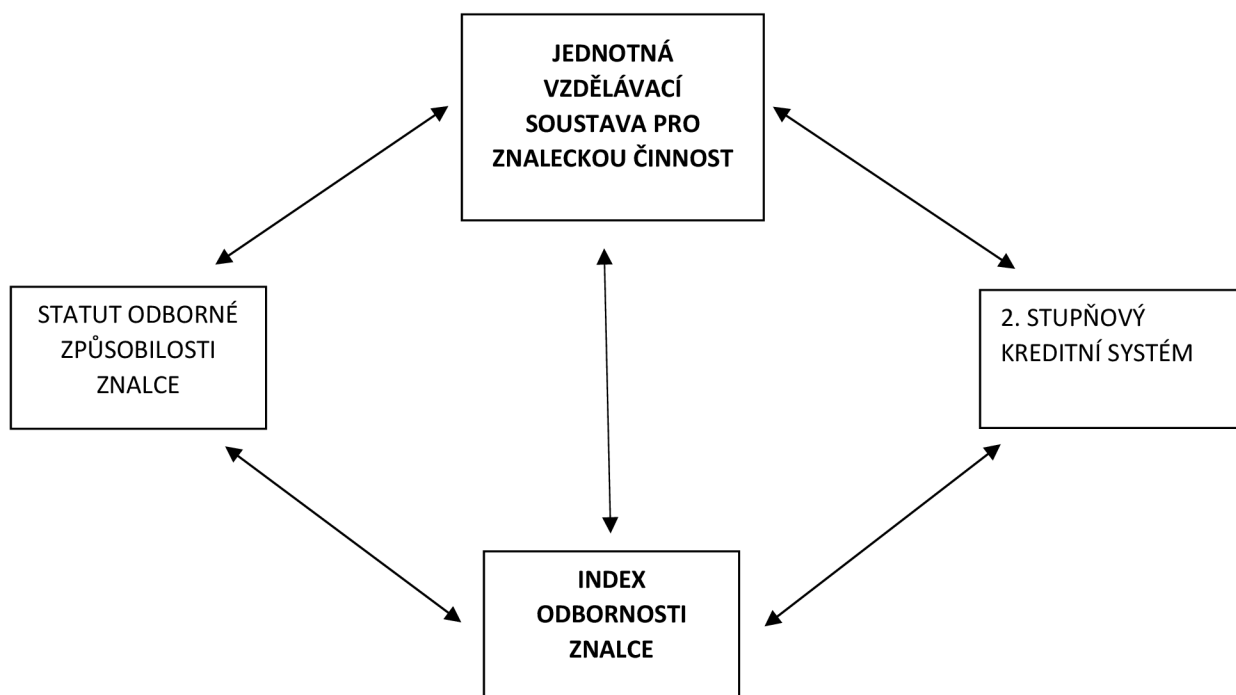 JEDNOTNÁ
VZDĚLÁVACÍ
SOUSTAVA PRO
ZNALECKOU ČINNOST
STATUT ODBORNÉ
ZPŮSOBILOSTI
ZNALCE
2. STUPŇOVÝ
KREDITNÍ SYSTÉM
INDEX
ODBORNOSTI
ZNALCE